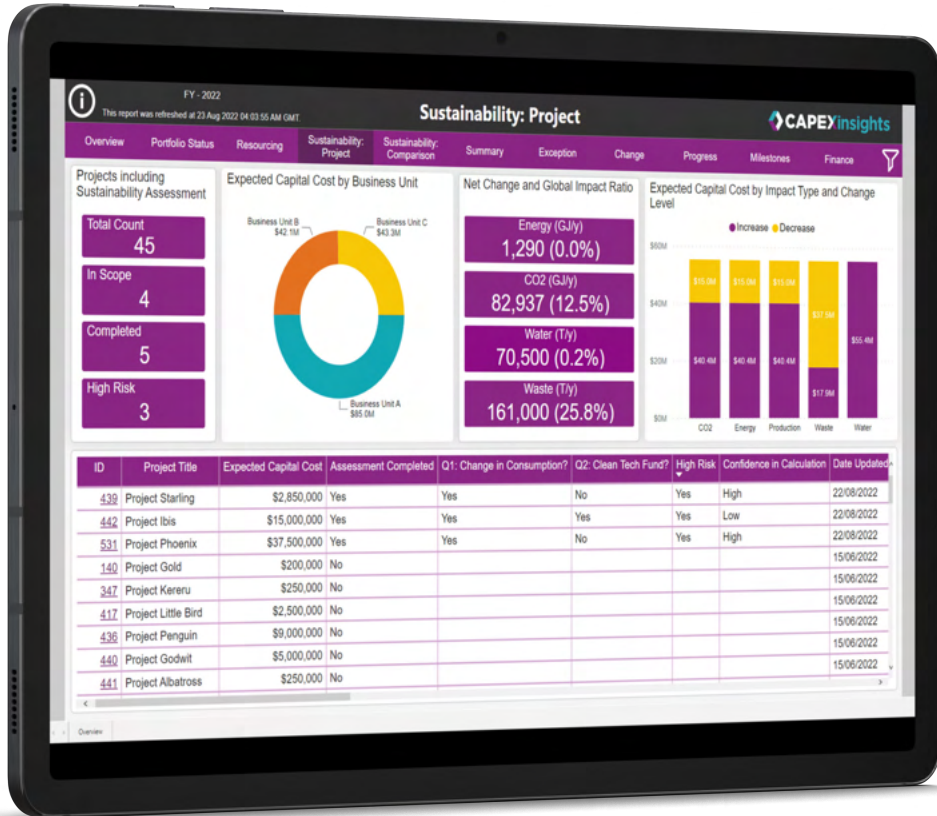 FY - 2022
This report was refreshed at 23 Aug 2022 04:03:55 AM GMT.
Sustainability: Project
CAPEXinsights
Overview
Portfolio Status
Resourcing
Sustainability:
Project
Sustainability:
Comparison
Summary
Exception
Change
Progress
Milestones
Finance
Projects including
Sustainability Assessment
Total Count
45
In Scope
4
Completed
5
High Risk
3
Expected Capital Cost by Business Unit
Business Unit B
$42.1M
Business Unit C
$43.3M
Business Unit A
$85.0M
Net Change and Global Impact Ratio
Energy (GJ/y)
1,290 (0.0%)
CO2 (GJ/y)
82,937 (12.5%)
Water (T/y)
70,500 (0.2%)
Waste (T/y)
161,000 (25.8%)
Expected Capital Cost by Impact Type and Change
Level
Increase Decrease
$60M
$40M
$20M
$0M
$15.0M $15.0M $15.0M $37.5M
$40.4M $40.4M $40.4M $17.9M $55.4M
CO2 Energy Production Waste Water
ID Project Title Expected Capital Cost Assessment Completed Q1: Change in Consumption? Q2: Clean Tech Fund? High Risk Confidence in Calculation Date Updated
439 Project Starling $2,850,000 Yes Yes No Yes High 22/08/2022
442 Project Ibis $15,000,000 Yes Yes Yes Yes Low 22/08/2022
531 Project Phoenix $37,500,000 Yes Yes No Yes High 22/08/2022
140 Project Gold $200,000 No 15/06/2022
347 Project Kereru $250,000 No 15/06/2022
417 Project Little Bird $2,500,000 No 15/06/2022
436 Project Penguin $9,000,000 No 15/06/2022
440 Project Godwit $5,000,000 No 15/06/2022
441 Project Albatross $250,000 No 15/06/2022
Overview